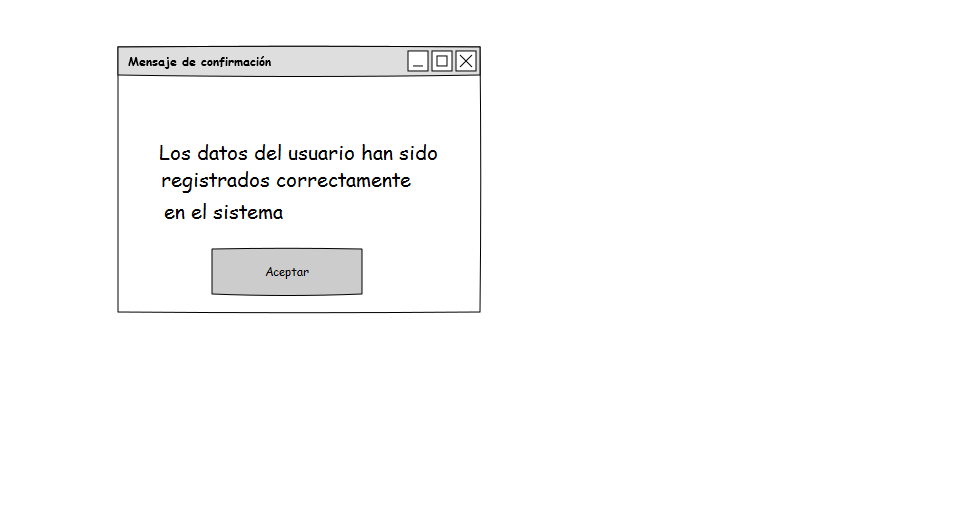 Mensaje de confirmación
Los datos del usuario han sido
registrados correctamente
en el sistema
Aceptar